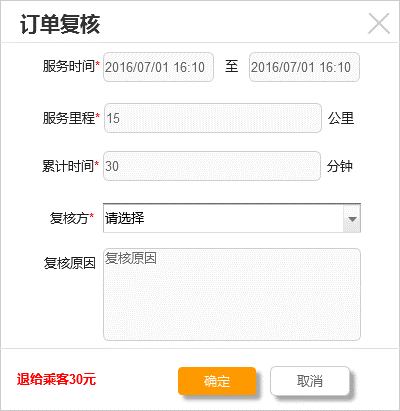 订单复核
服务时间* 2016/07/01 16:10 至 2016/07/01 16:10
服务里程* 15 公里
累计时间* 30 分钟
复核方* 请选择
复核原因 复核原因
退给乘客30元 确定 取消